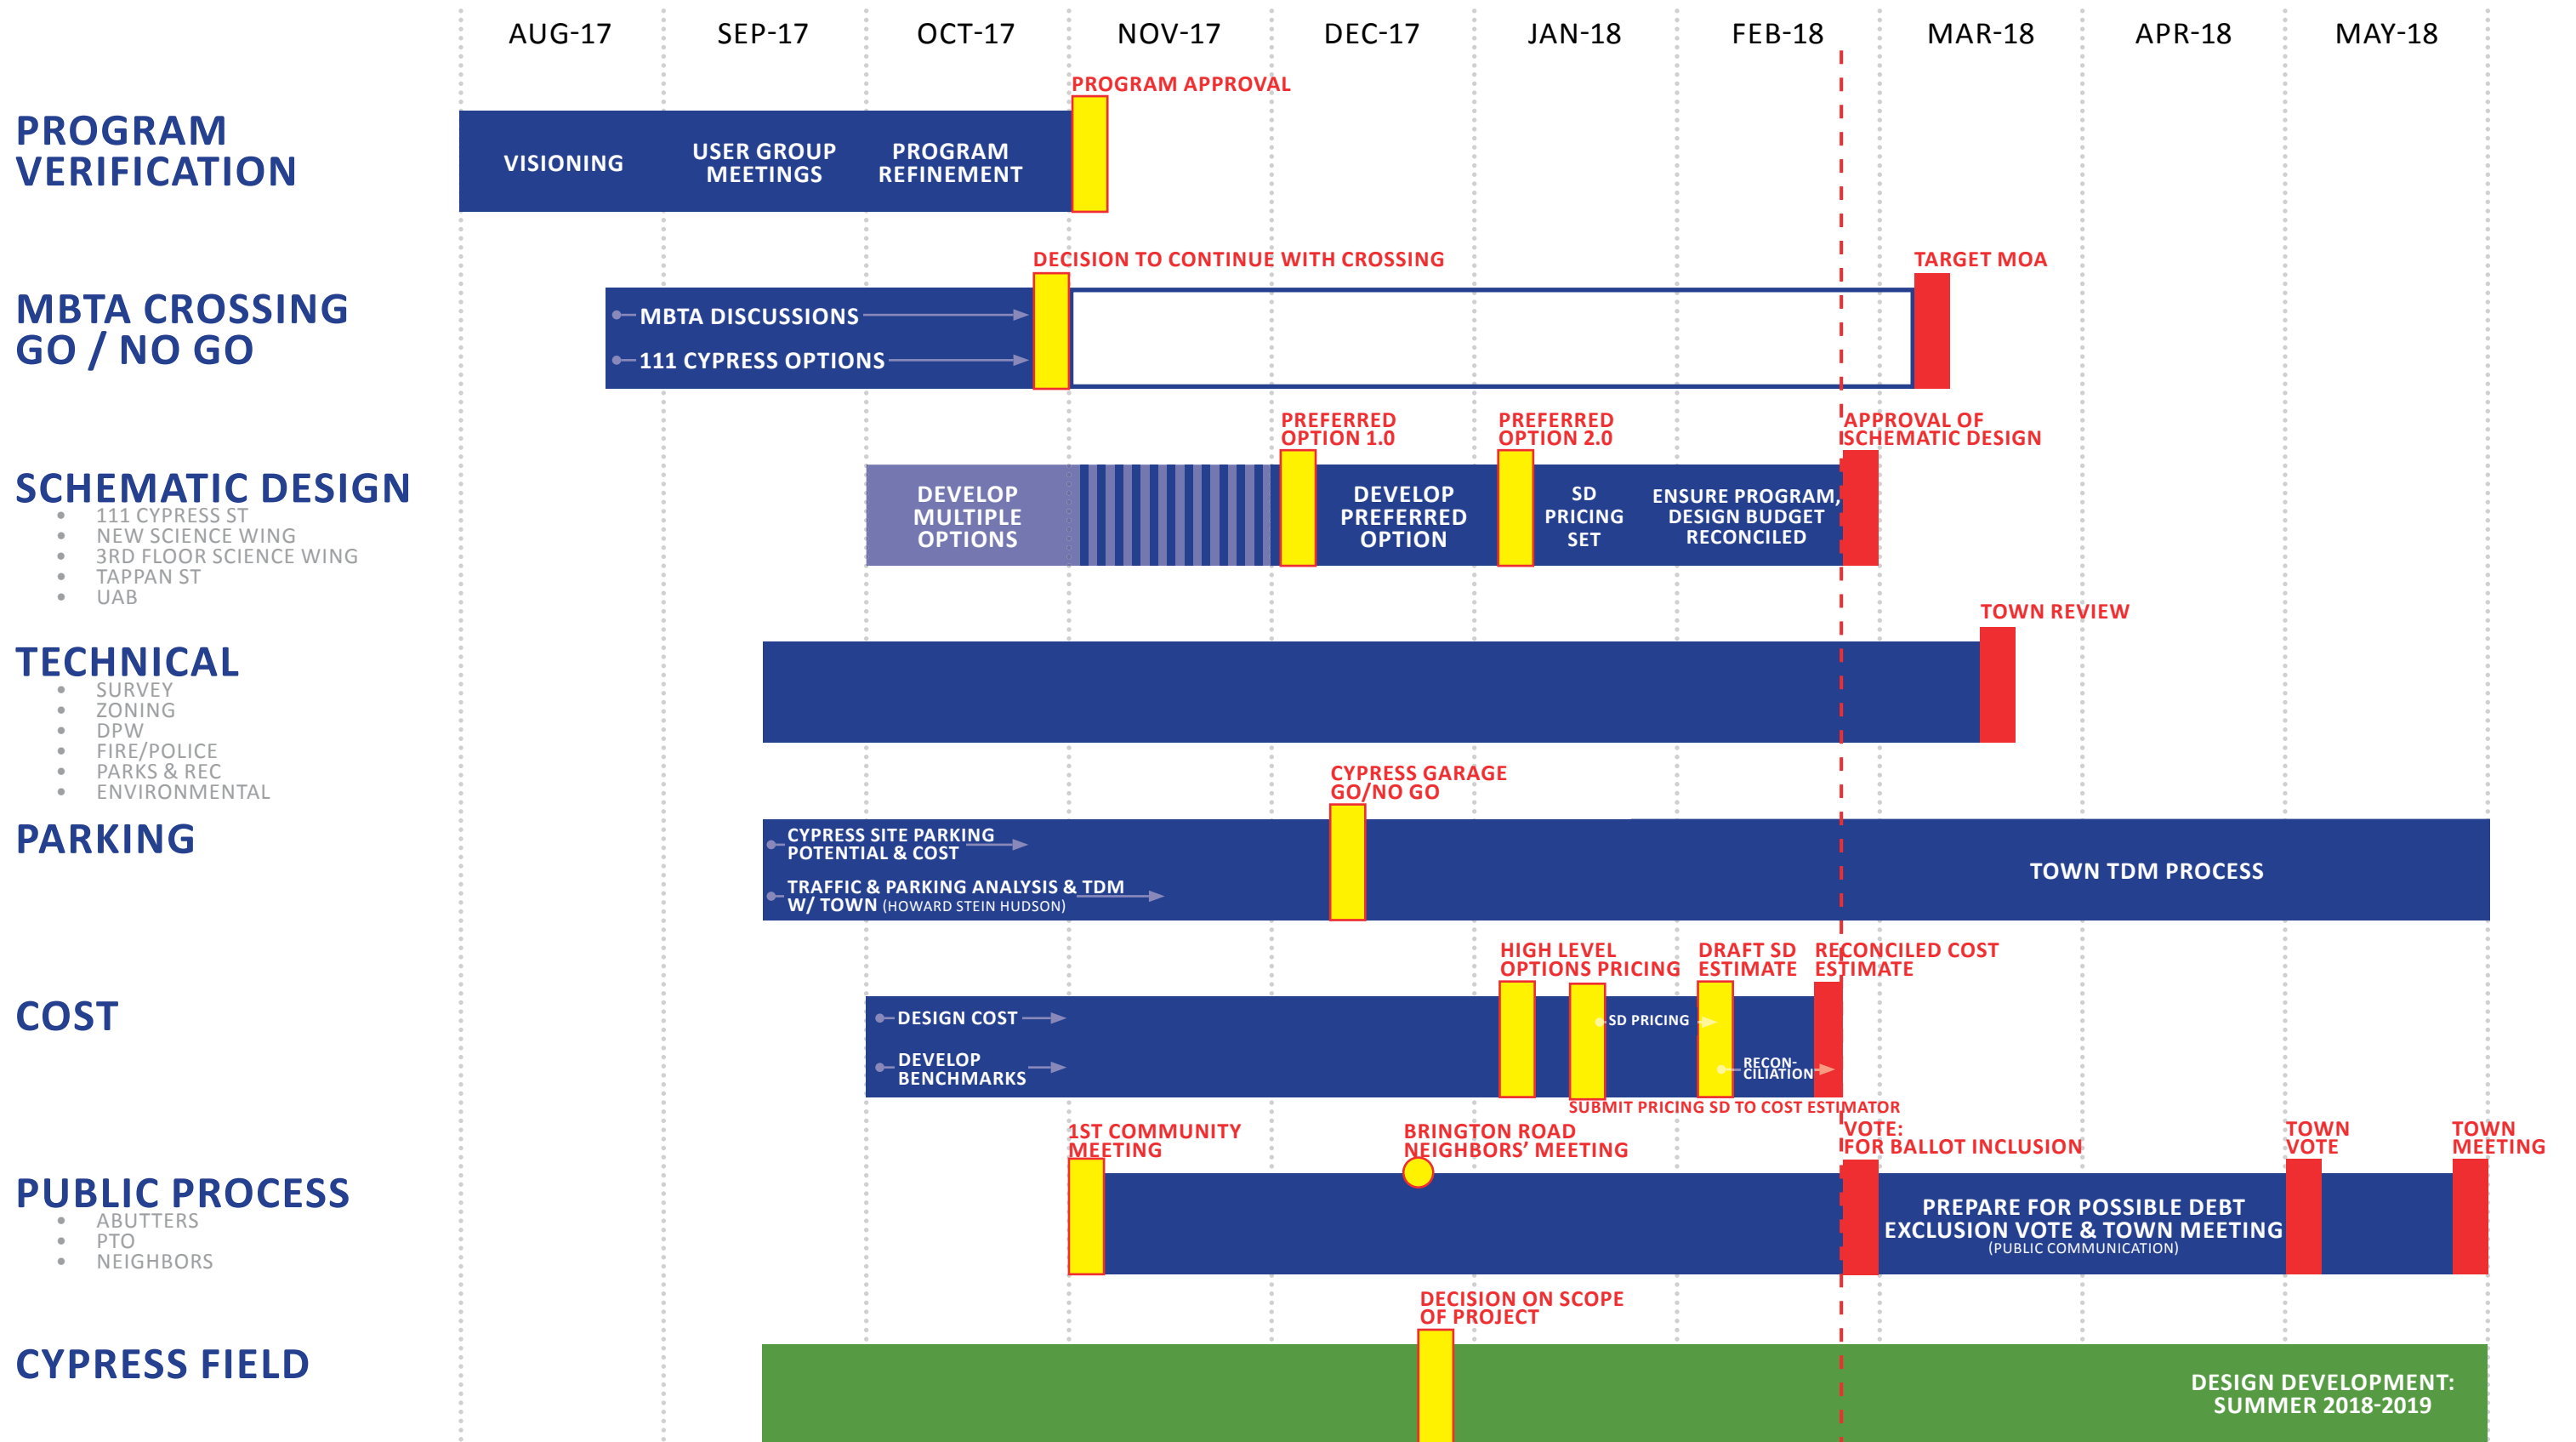 AUG-17 SEP-17 OCT-17 NOV-17 DEC-17 JAN-18 FEB-18 MAR-18 APR-18 MAY-18
PROGRAM
VERIFICATION
PROGRAM APPROVAL
VISIONING
USER GROUP
MEETINGS
PROGRAM
REFINEMENT
MBTA CROSSING
GO / NO GO
DECISION TO CONTINUE WITH CROSSING
TARGET MOA
MBTA DISCUSSIONS
111 CYPRESS OPTIONS
SCHEMATIC DESIGN
• 111 CYPRESS ST
• NEW SCIENCE WING
• 3RD FLOOR SCIENCE WING
• TAPPAN ST
• UAB
PREFERRED
OPTION 1.0
PREFERRED
OPTION 2.0
APPROVAL OF
SCHEMATIC DESIGN
DEVELOP
MULTIPLE
OPTIONS
DEVELOP
PREFERRED
OPTION
SD
PRICING
SET
ENSURE PROGRAM,
DESIGN BUDGET
RECONCILED
TECHNICAL
• SURVEY
• ZONING
• DPW
• FIRE/POLICE
• PARKS & REC
• ENVIRONMENTAL
TOWN REVIEW
PARKING
CYPRESS GARAGE
GO/NO GO
CYPRESS SITE PARKING
POTENTIAL & COST
TRAFFIC & PARKING ANALYSIS & TDM
W/ TOWN (HOWARD STEIN HUDSON)
TOWN TDM PROCESS
COST
HIGH LEVEL
OPTIONS PRICING
DRAFT SD
ESTIMATE
RECONCILED COST
ESTIMATE
DESIGN COST
DEVELOP
BENCHMARKS
SD PRICING
RECON-
CILIATION
SUBMIT PRICING SD TO COST ESTIMATOR
PUBLIC PROCESS
• ABUTTERS
• PTO
• NEIGHBORS
1ST COMMUNITY
MEETING
BRINGTON ROAD
NEIGHBORS’ MEETING
VOTE:
FOR BALLOT INCLUSION
TOWN
VOTE
TOWN
MEETING
PREPARE FOR POSSIBLE DEBT
EXCLUSION VOTE & TOWN MEETING
(PUBLIC COMMUNICATION)
CYPRESS FIELD
DECISION ON SCOPE
OF PROJECT
DESIGN DEVELOPMENT:
SUMMER 2018-2019